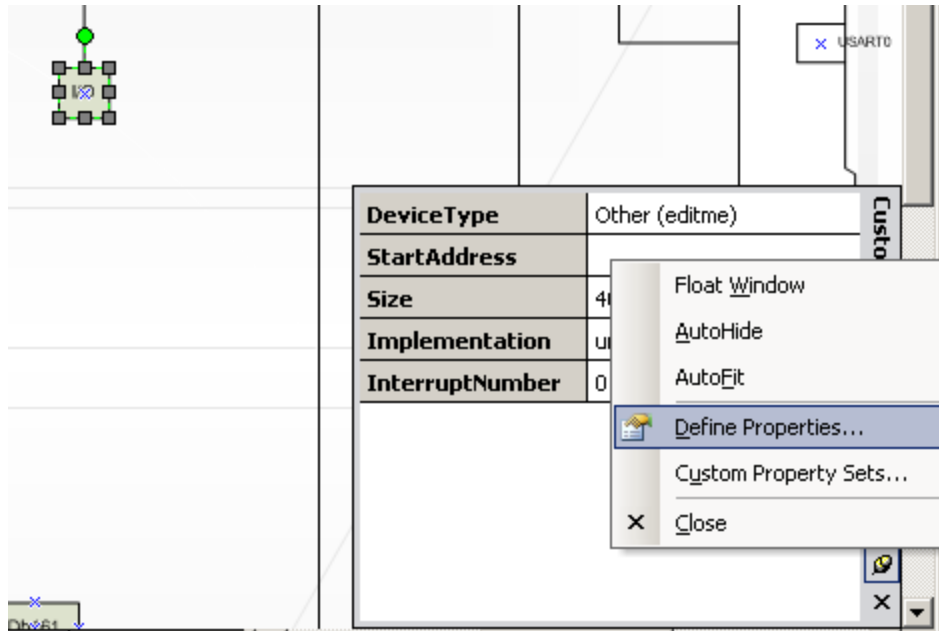 I/O
USART0
DeviceType Other (editme)
StartAddress
Size
Implementation
InterruptNumber 0
Custo
Float Window
AutoHide
AutoFit
Define Properties...
Custom Property Sets...
Close